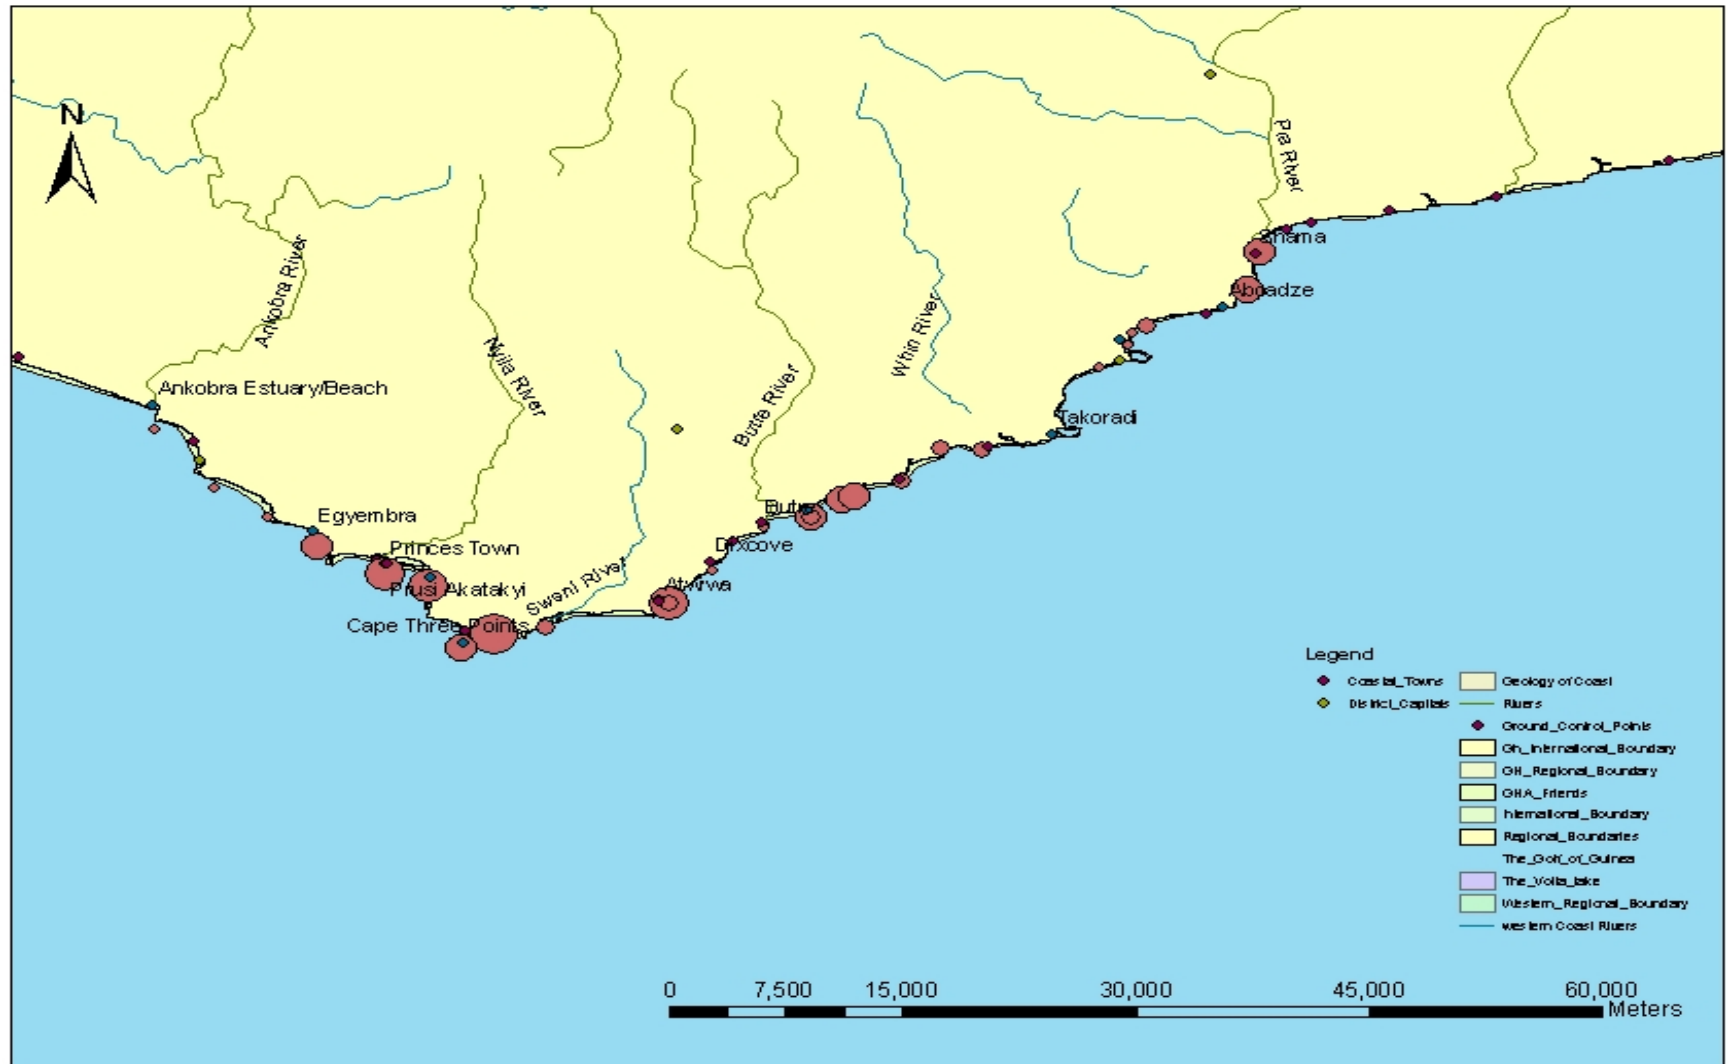 N
Pra River
Shama
Ankobra River
Aboadze
Whin River
Nyila River
Butre River
Ankobra Estuary/Beach
Takoradi
Egyembra
Butre
Princes Town
Dixcove
Prusi Akatakyi
Swani River
Cape Three Points
Legend
Coastal_Towns
District_Capitals
Geology of Coast
Rivers
Ground_Control_Points
Gh_International_Boundary
GH_Regional_Boundary
GHA_Friends
International_Boundary
Regional_Boundaries
The_Golf_of_Guinea
The_Volta_lake
Western_Regional_Boundary
western Coast Rivers
0 7,500 15,000 30,000 45,000 60,000
Meters